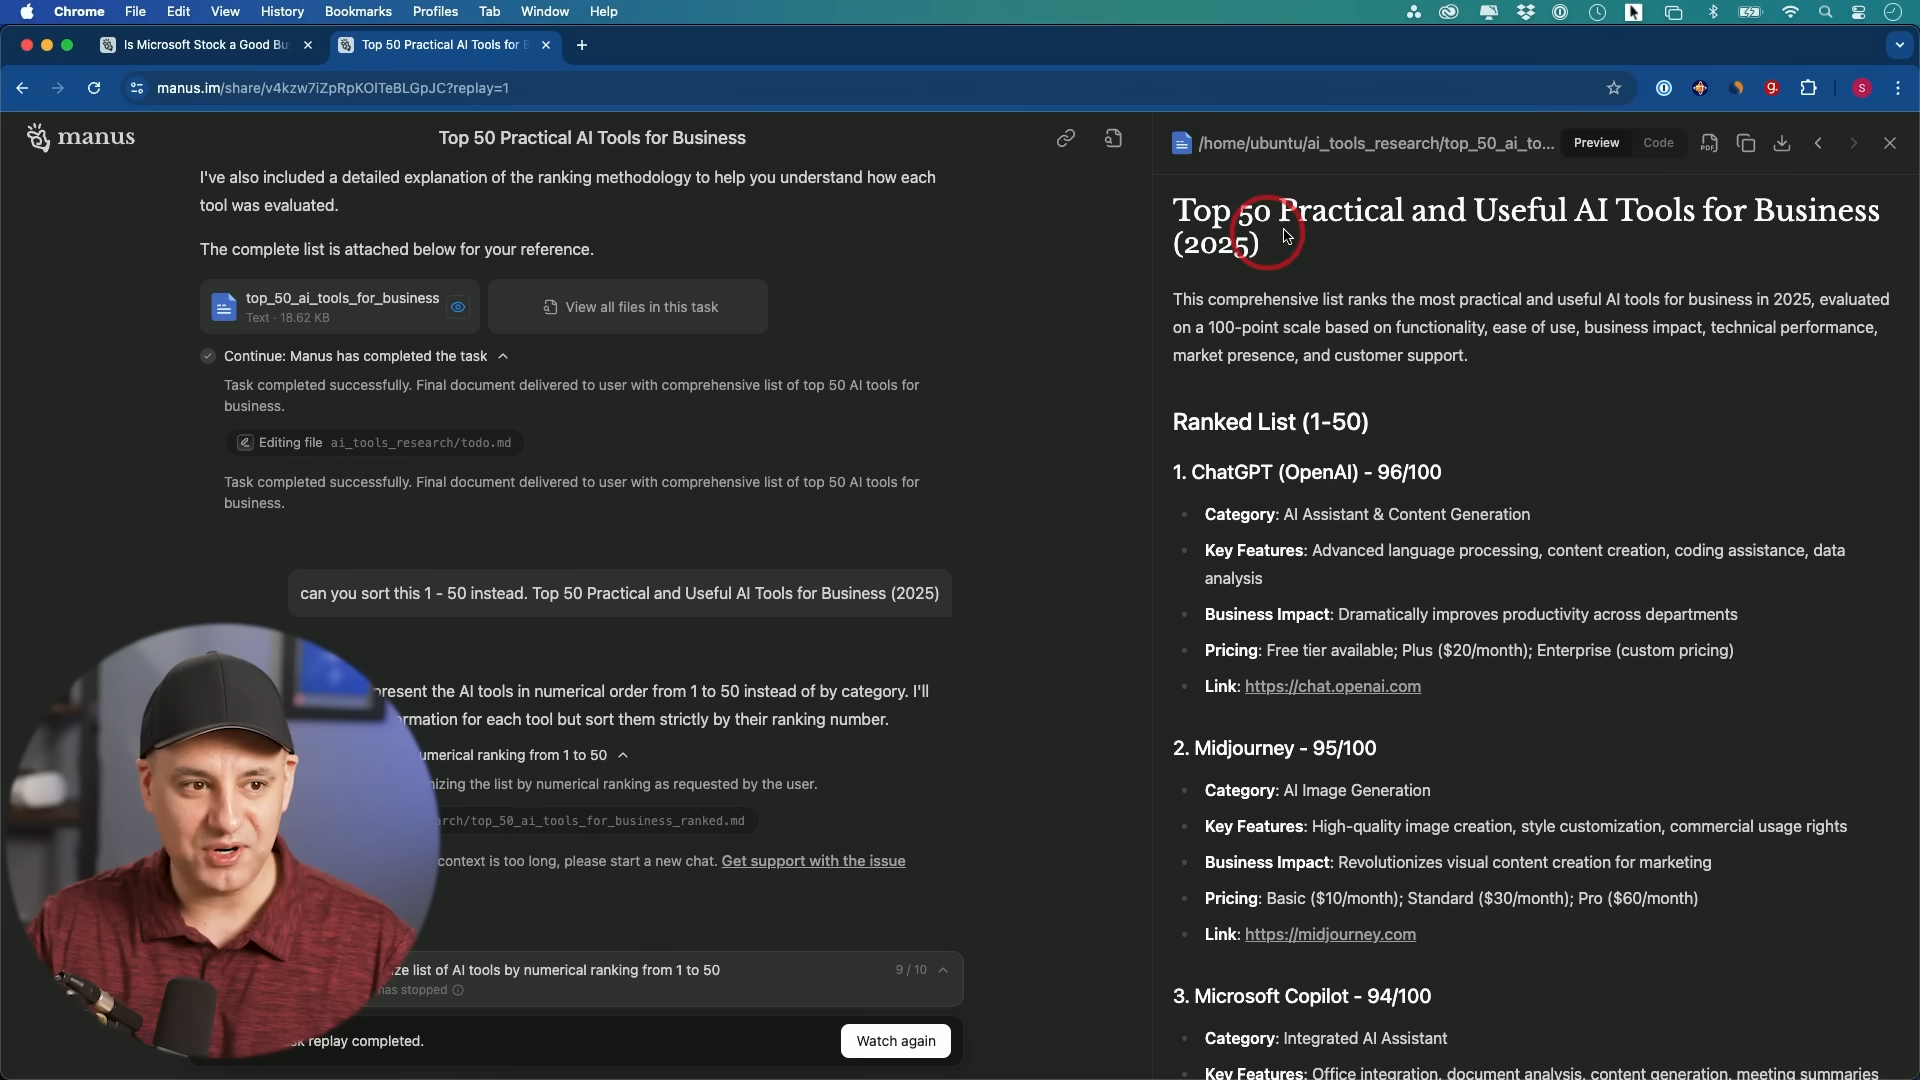 Chrome File Edit View History Bookmarks Profiles Tab Window Help
Is Microsoft Stock a Good Bu
Top 50 Practical AI Tools for B
manus.im/share/v4kzw7iZpRpKOITeBLGpJC?replay=1
g.
S
manus
Top 50 Practical AI Tools for Business
I've also included a detailed explanation of the ranking methodology to help you understand how each
tool was evaluated.
The complete list is attached below for your reference.
top_50_ai_tools_for_business
Text · 18.62 KB
View all files in this task
Continue: Manus has completed the task
Task completed successfully. Final document delivered to user with comprehensive list of top 50 AI tools for
business.
Editing file ai_tools_research/todo.md
Task completed successfully. Final document delivered to user with comprehensive list of top 50 AI tools for
business.
can you sort this 1 - 50 instead. Top 50 Practical and Useful AI Tools for Business (2025)
present the AI tools in numerical order from 1 to 50 instead of by category. I'll
rmation for each tool but sort them strictly by their ranking number.
umerical ranking from 1 to 50
nizing the list by numerical ranking as requested by the user.
arch/top_50_ai_tools_for_business_ranked.md
context is too long, please start a new chat. Get support with the issue
ze list of AI tools by numerical ranking from 1 to 50
9 / 10
has stopped
sk replay completed.
Watch again
/home/ubuntu/ai_tools_research/top_50_ai_to...
Preview
Code
PDF
Top 50 Practical and Useful AI Tools for Business
(2025)
This comprehensive list ranks the most practical and useful AI tools for business in 2025, evaluated
on a 100-point scale based on functionality, ease of use, business impact, technical performance,
market presence, and customer support.
Ranked List (1-50)
1. ChatGPT (OpenAI) - 96/100
Category: AI Assistant & Content Generation
Key Features: Advanced language processing, content creation, coding assistance, data
analysis
Business Impact: Dramatically improves productivity across departments
Pricing: Free tier available; Plus ($20/month); Enterprise (custom pricing)
Link: https://chat.openai.com
2. Midjourney - 95/100
Category: AI Image Generation
Key Features: High-quality image creation, style customization, commercial usage rights
Business Impact: Revolutionizes visual content creation for marketing
Pricing: Basic ($10/month); Standard ($30/month); Pro ($60/month)
Link: https://midjourney.com
3. Microsoft Copilot - 94/100
Category: Integrated AI Assistant
Key Features: Office integration, document analysis, content generation, meeting summaries